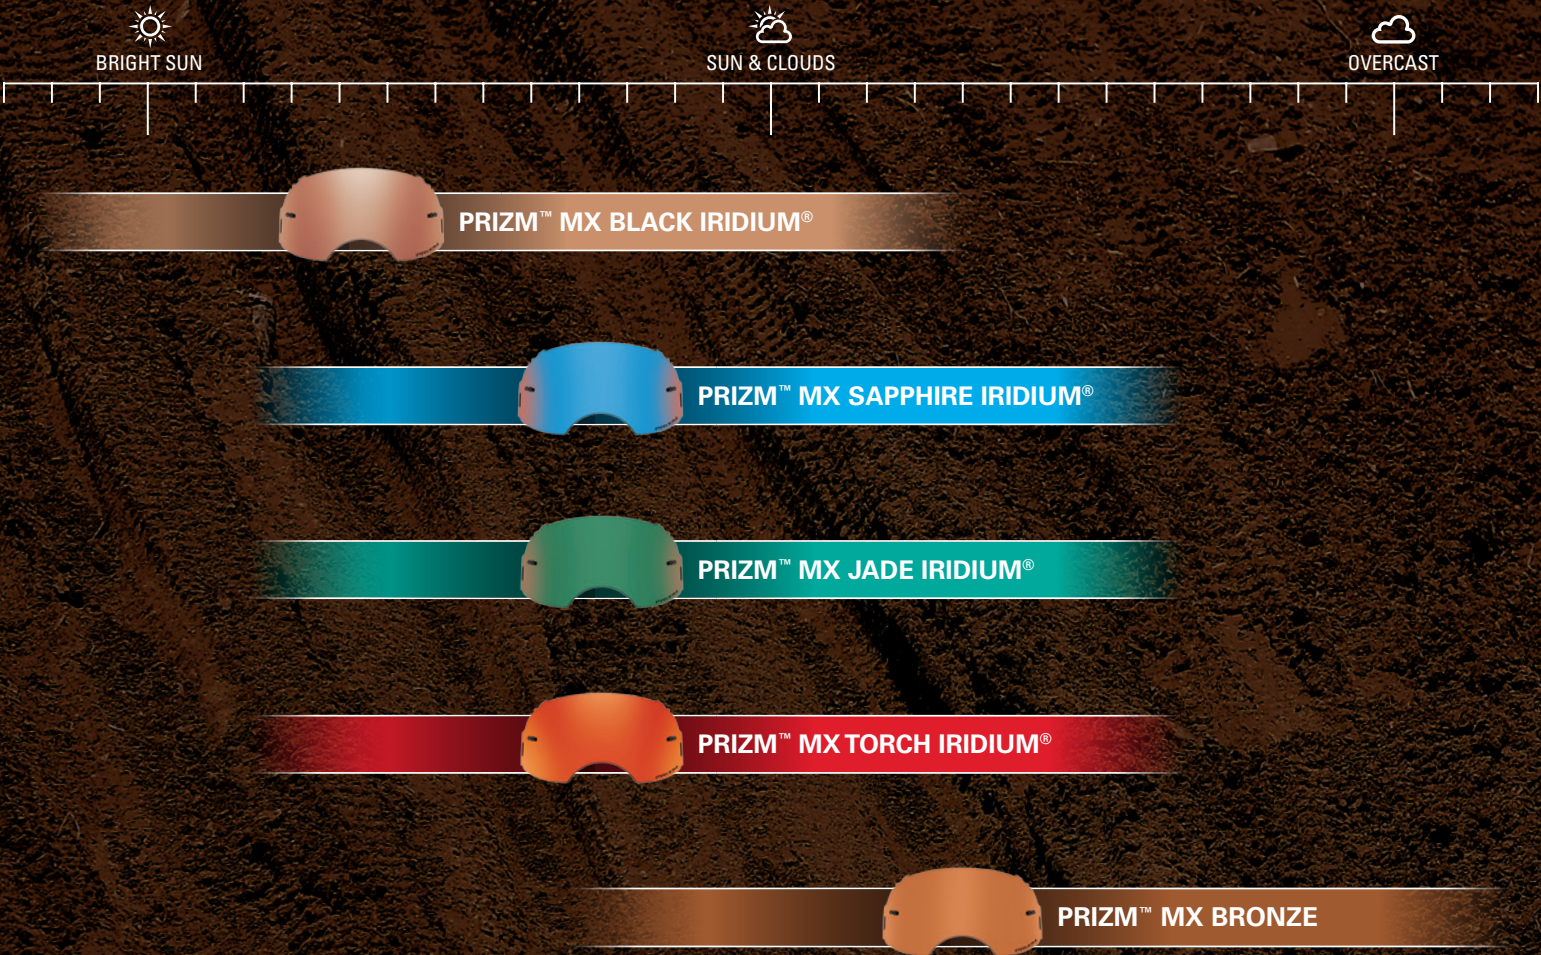 BRIGHT SUN
SUN & CLOUDS
OVERCAST
PRIZM™ MX BLACK IRIDIUM®
PRIZM™ MX SAPPHIRE IRIDIUM®
PRIZM™ MX JADE IRIDIUM®
PRIZM™ MX TORCH IRIDIUM®
PRIZM™ MX BRONZE